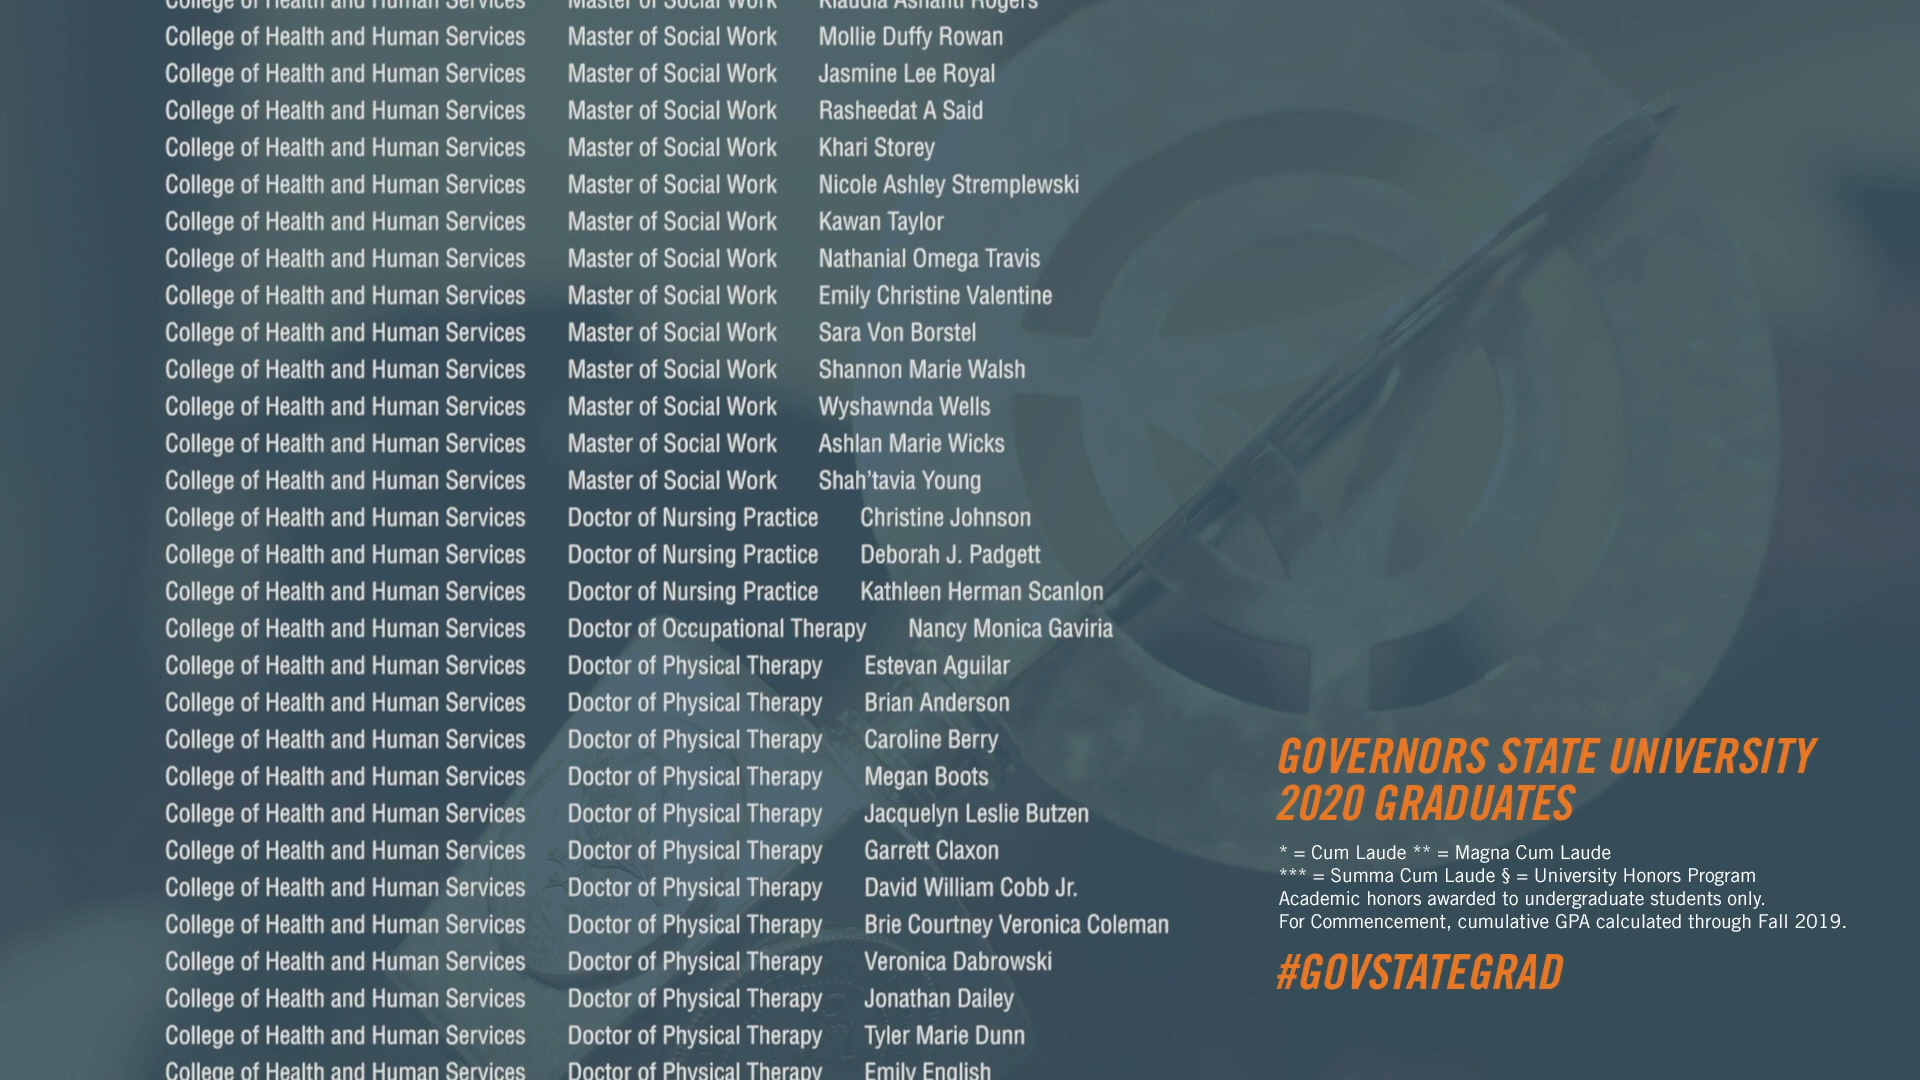 College of Health and Human Services Master of Social Work Klaudia Ashanti Rogers
College of Health and Human Services Master of Social Work Mollie Duffy Rowan
College of Health and Human Services Master of Social Work Jasmine Lee Royal
College of Health and Human Services Master of Social Work Rasheedat A Said
College of Health and Human Services Master of Social Work Khari Storey
College of Health and Human Services Master of Social Work Nicole Ashley Stremplewski
College of Health and Human Services Master of Social Work Kawan Taylor
College of Health and Human Services Master of Social Work Nathanial Omega Travis
College of Health and Human Services Master of Social Work Emily Christine Valentine
College of Health and Human Services Master of Social Work Sara Von Borstel
College of Health and Human Services Master of Social Work Shannon Marie Walsh
College of Health and Human Services Master of Social Work Wyshawnda Wells
College of Health and Human Services Master of Social Work Ashlan Marie Wicks
College of Health and Human Services Master of Social Work Shah'tavia Young
College of Health and Human Services Doctor of Nursing Practice Christine Johnson
College of Health and Human Services Doctor of Nursing Practice Deborah J. Padgett
College of Health and Human Services Doctor of Nursing Practice Kathleen Herman Scanlon
College of Health and Human Services Doctor of Occupational Therapy Nancy Monica Gaviria
College of Health and Human Services Doctor of Physical Therapy Estevan Aguilar
College of Health and Human Services Doctor of Physical Therapy Brian Anderson
College of Health and Human Services Doctor of Physical Therapy Caroline Berry
College of Health and Human Services Doctor of Physical Therapy Megan Boots
College of Health and Human Services Doctor of Physical Therapy Jacquelyn Leslie Butzen
College of Health and Human Services Doctor of Physical Therapy Garrett Claxon
College of Health and Human Services Doctor of Physical Therapy David William Cobb Jr.
College of Health and Human Services Doctor of Physical Therapy Brie Courtney Veronica Coleman
College of Health and Human Services Doctor of Physical Therapy Veronica Dabrowski
College of Health and Human Services Doctor of Physical Therapy Jonathan Dailey
College of Health and Human Services Doctor of Physical Therapy Tyler Marie Dunn
College of Health and Human Services Doctor of Physical Therapy Emily English
GOVERNORS STATE UNIVERSITY
2020 GRADUATES
* = Cum Laude ** = Magna Cum Laude
*** = Summa Cum Laude § = University Honors Program
Academic honors awarded to undergraduate students only.
For Commencement, cumulative GPA calculated through Fall 2019.
#GOVSTATEGRAD